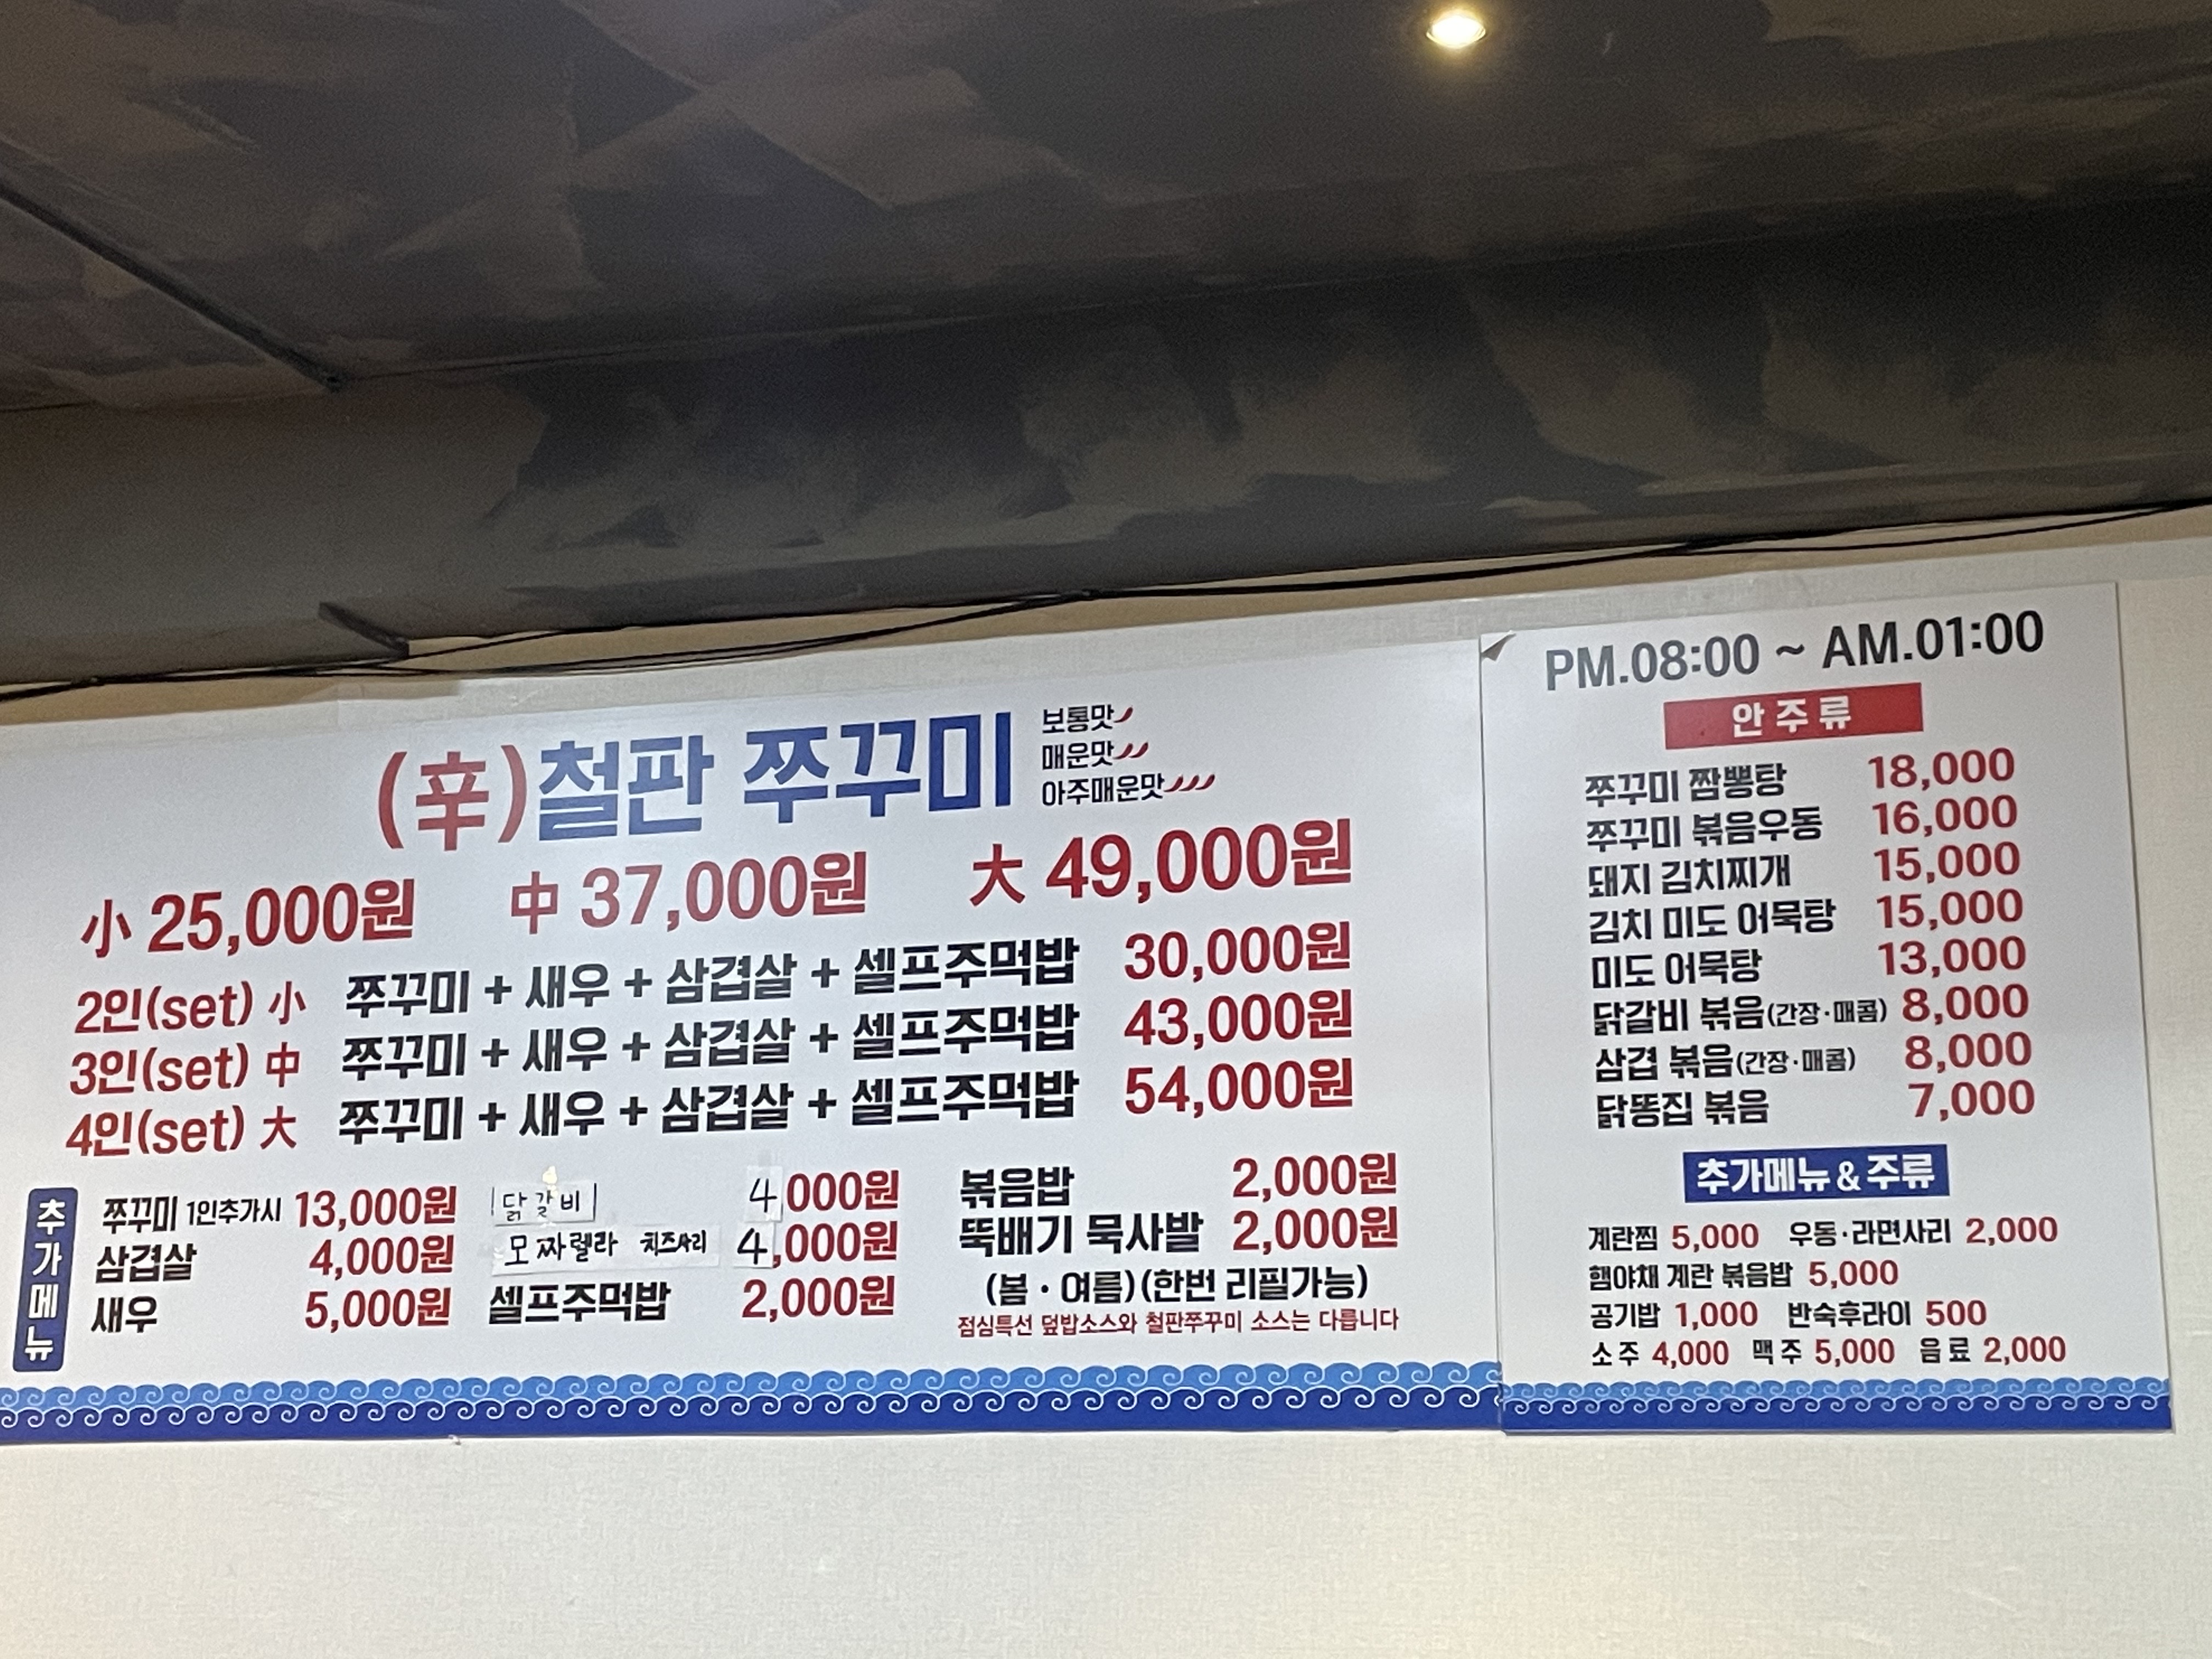 (辛)철판 쭈꾸미
보통맛
매운맛
아주매운맛
小 25,000원 中 37,000원 大 49,000원
2인(set) 小 쭈꾸미 + 새우 + 삼겹살 + 셀프주먹밥 30,000원
3인(set) 中 쭈꾸미 + 새우 + 삼겹살 + 셀프주먹밥 43,000원
4인(set) 大 쭈꾸미 + 새우 + 삼겹살 + 셀프주먹밥 54,000원
추가메뉴
쭈꾸미 1인추가시 13,000원
삼겹살 4,000원
새우 5,000원
닭갈비 4,000원
모짜렐라 치즈사리 4,000원
셀프주먹밥 2,000원
볶음밥 2,000원
뚝배기 묵사발 2,000원
(봄 · 여름)(한번 리필가능)
점심특선 덮밥소스와 철판쭈꾸미 소스는 다릅니다
PM.08:00 ~ AM.01:00
안주류
쭈꾸미 짬뽕탕 18,000
쭈꾸미 볶음우동 16,000
돼지 김치찌개 15,000
김치 미도 어묵탕 15,000
미도 어묵탕 13,000
닭갈비 볶음(간장·매콤) 8,000
삼겹 볶음(간장·매콤) 8,000
닭똥집 볶음 7,000
추가메뉴 & 주류
계란찜 5,000 우동·라면사리 2,000
햄야채 계란 볶음밥 5,000
공기밥 1,000 반숙후라이 500
소주 4,000 맥주 5,000 음료 2,000